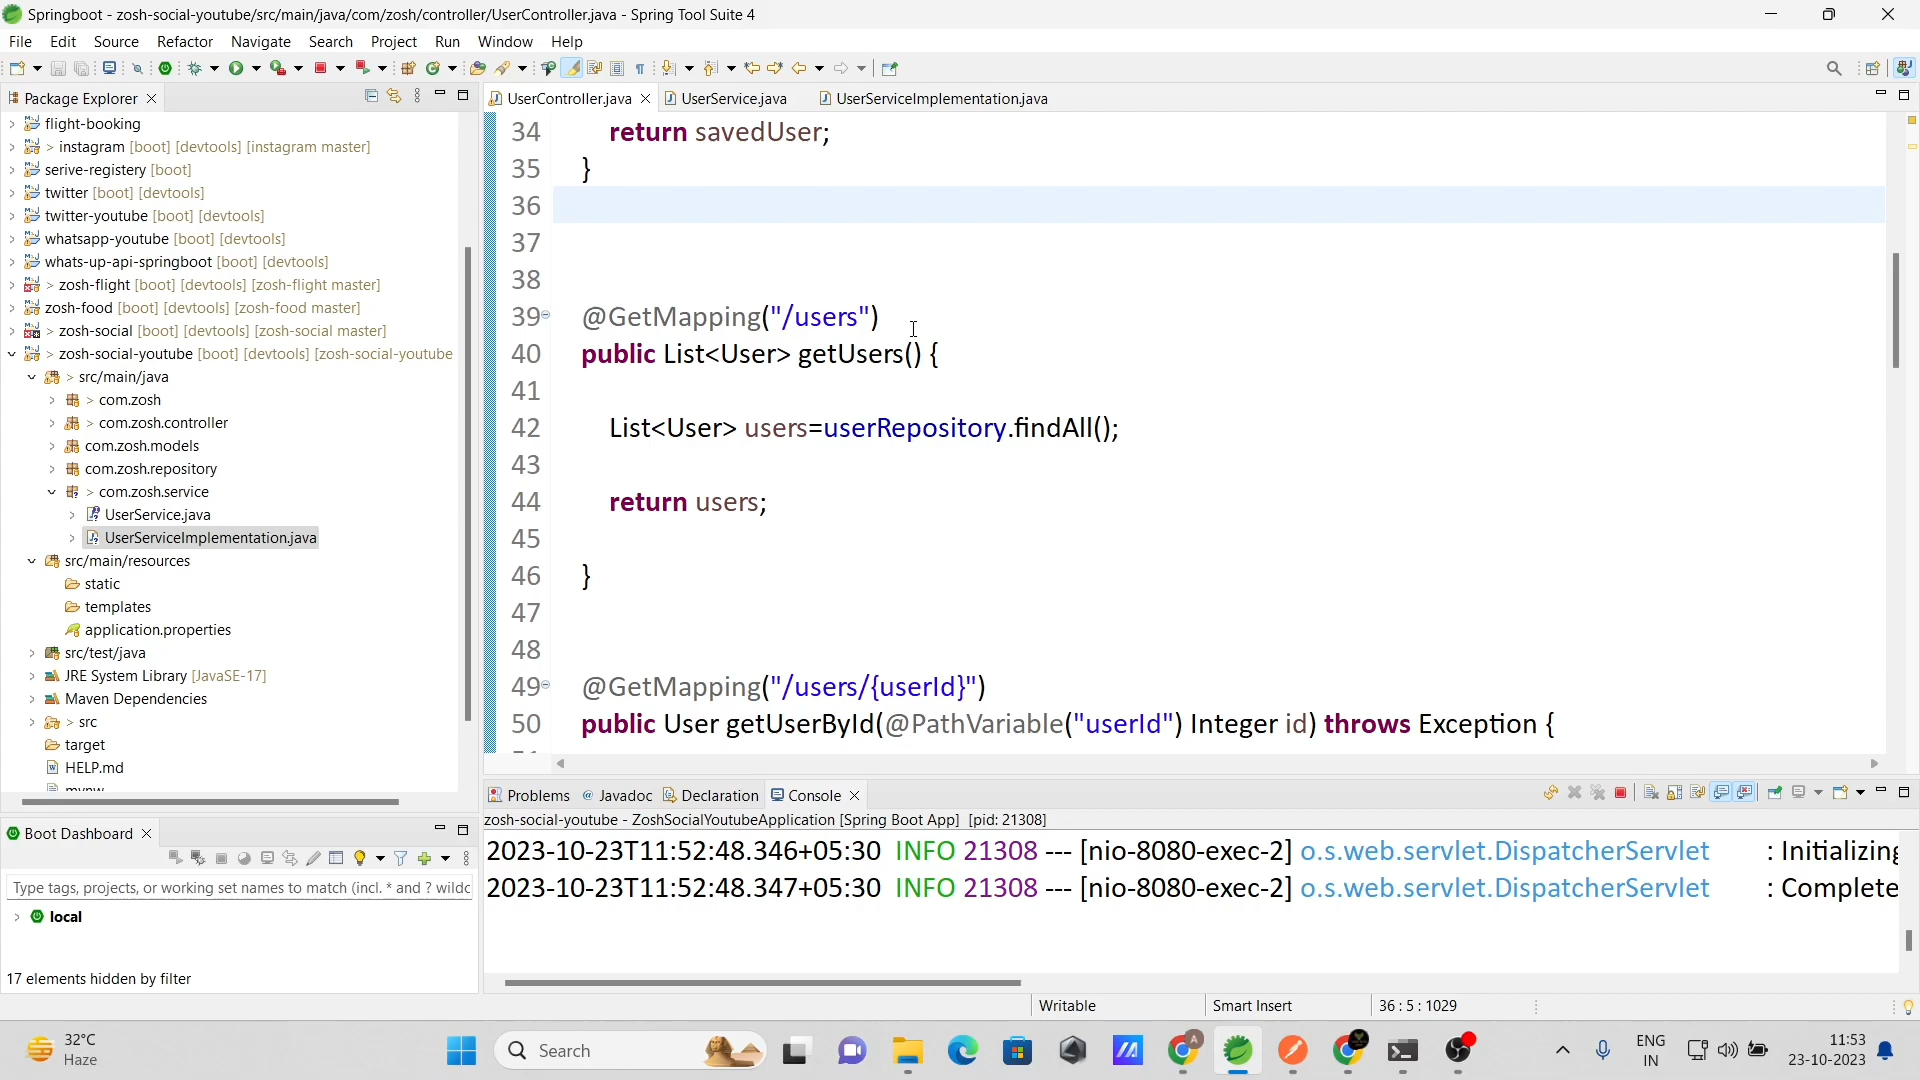 Springboot - zosh-social-youtube/src/main/java/com/zosh/controller/UserController.java - Spring Tool Suite 4
File Edit Source Refactor Navigate Search Project Run Window Help
Package Explorer
flight-booking
> instagram [boot] [devtools] [instagram master]
serive-registery [boot]
twitter [boot] [devtools]
twitter-youtube [boot] [devtools]
whatsapp-youtube [boot] [devtools]
whats-up-api-springboot [boot] [devtools]
> zosh-flight [boot] [devtools] [zosh-flight master]
zosh-food [boot] [devtools] [zosh-food master]
> zosh-social [boot] [devtools] [zosh-social master]
> zosh-social-youtube [boot] [devtools] [zosh-social-youtube
> src/main/java
> com.zosh
> com.zosh.controller
com.zosh.models
com.zosh.repository
> com.zosh.service
UserService.java
UserServiceImplementation.java
src/main/resources
static
templates
application.properties
src/test/java
JRE System Library [JavaSE-17]
Maven Dependencies
> src
target
HELP.md
UserController.java UserService.java UserServiceImplementation.java
34 return savedUser;
35 }
36
37
38
39 @GetMapping("/users")
40 public List<User> getUsers() {
41
42 List<User> users=userRepository.findAll();
43
44 return users;
45
46 }
47
48
49 @GetMapping("/users/{userId}")
50 public User getUserById(@PathVariable("userId") Integer id) throws Exception {
Problems @ Javadoc Declaration Console
zosh-social-youtube - ZoshSocialYoutubeApplication [Spring Boot App] [pid: 21308]
2023-10-23T11:52:48.346+05:30 INFO 21308 --- [nio-8080-exec-2] o.s.web.servlet.DispatcherServlet : Initializing
2023-10-23T11:52:48.347+05:30 INFO 21308 --- [nio-8080-exec-2] o.s.web.servlet.DispatcherServlet : Complete
Boot Dashboard
Type tags, projects, or working set names to match (incl. * and ? wildc
local
17 elements hidden by filter
Writable Smart Insert 36 : 5 : 1029
32°C
Haze
Search
ENG
IN
11:53
23-10-2023